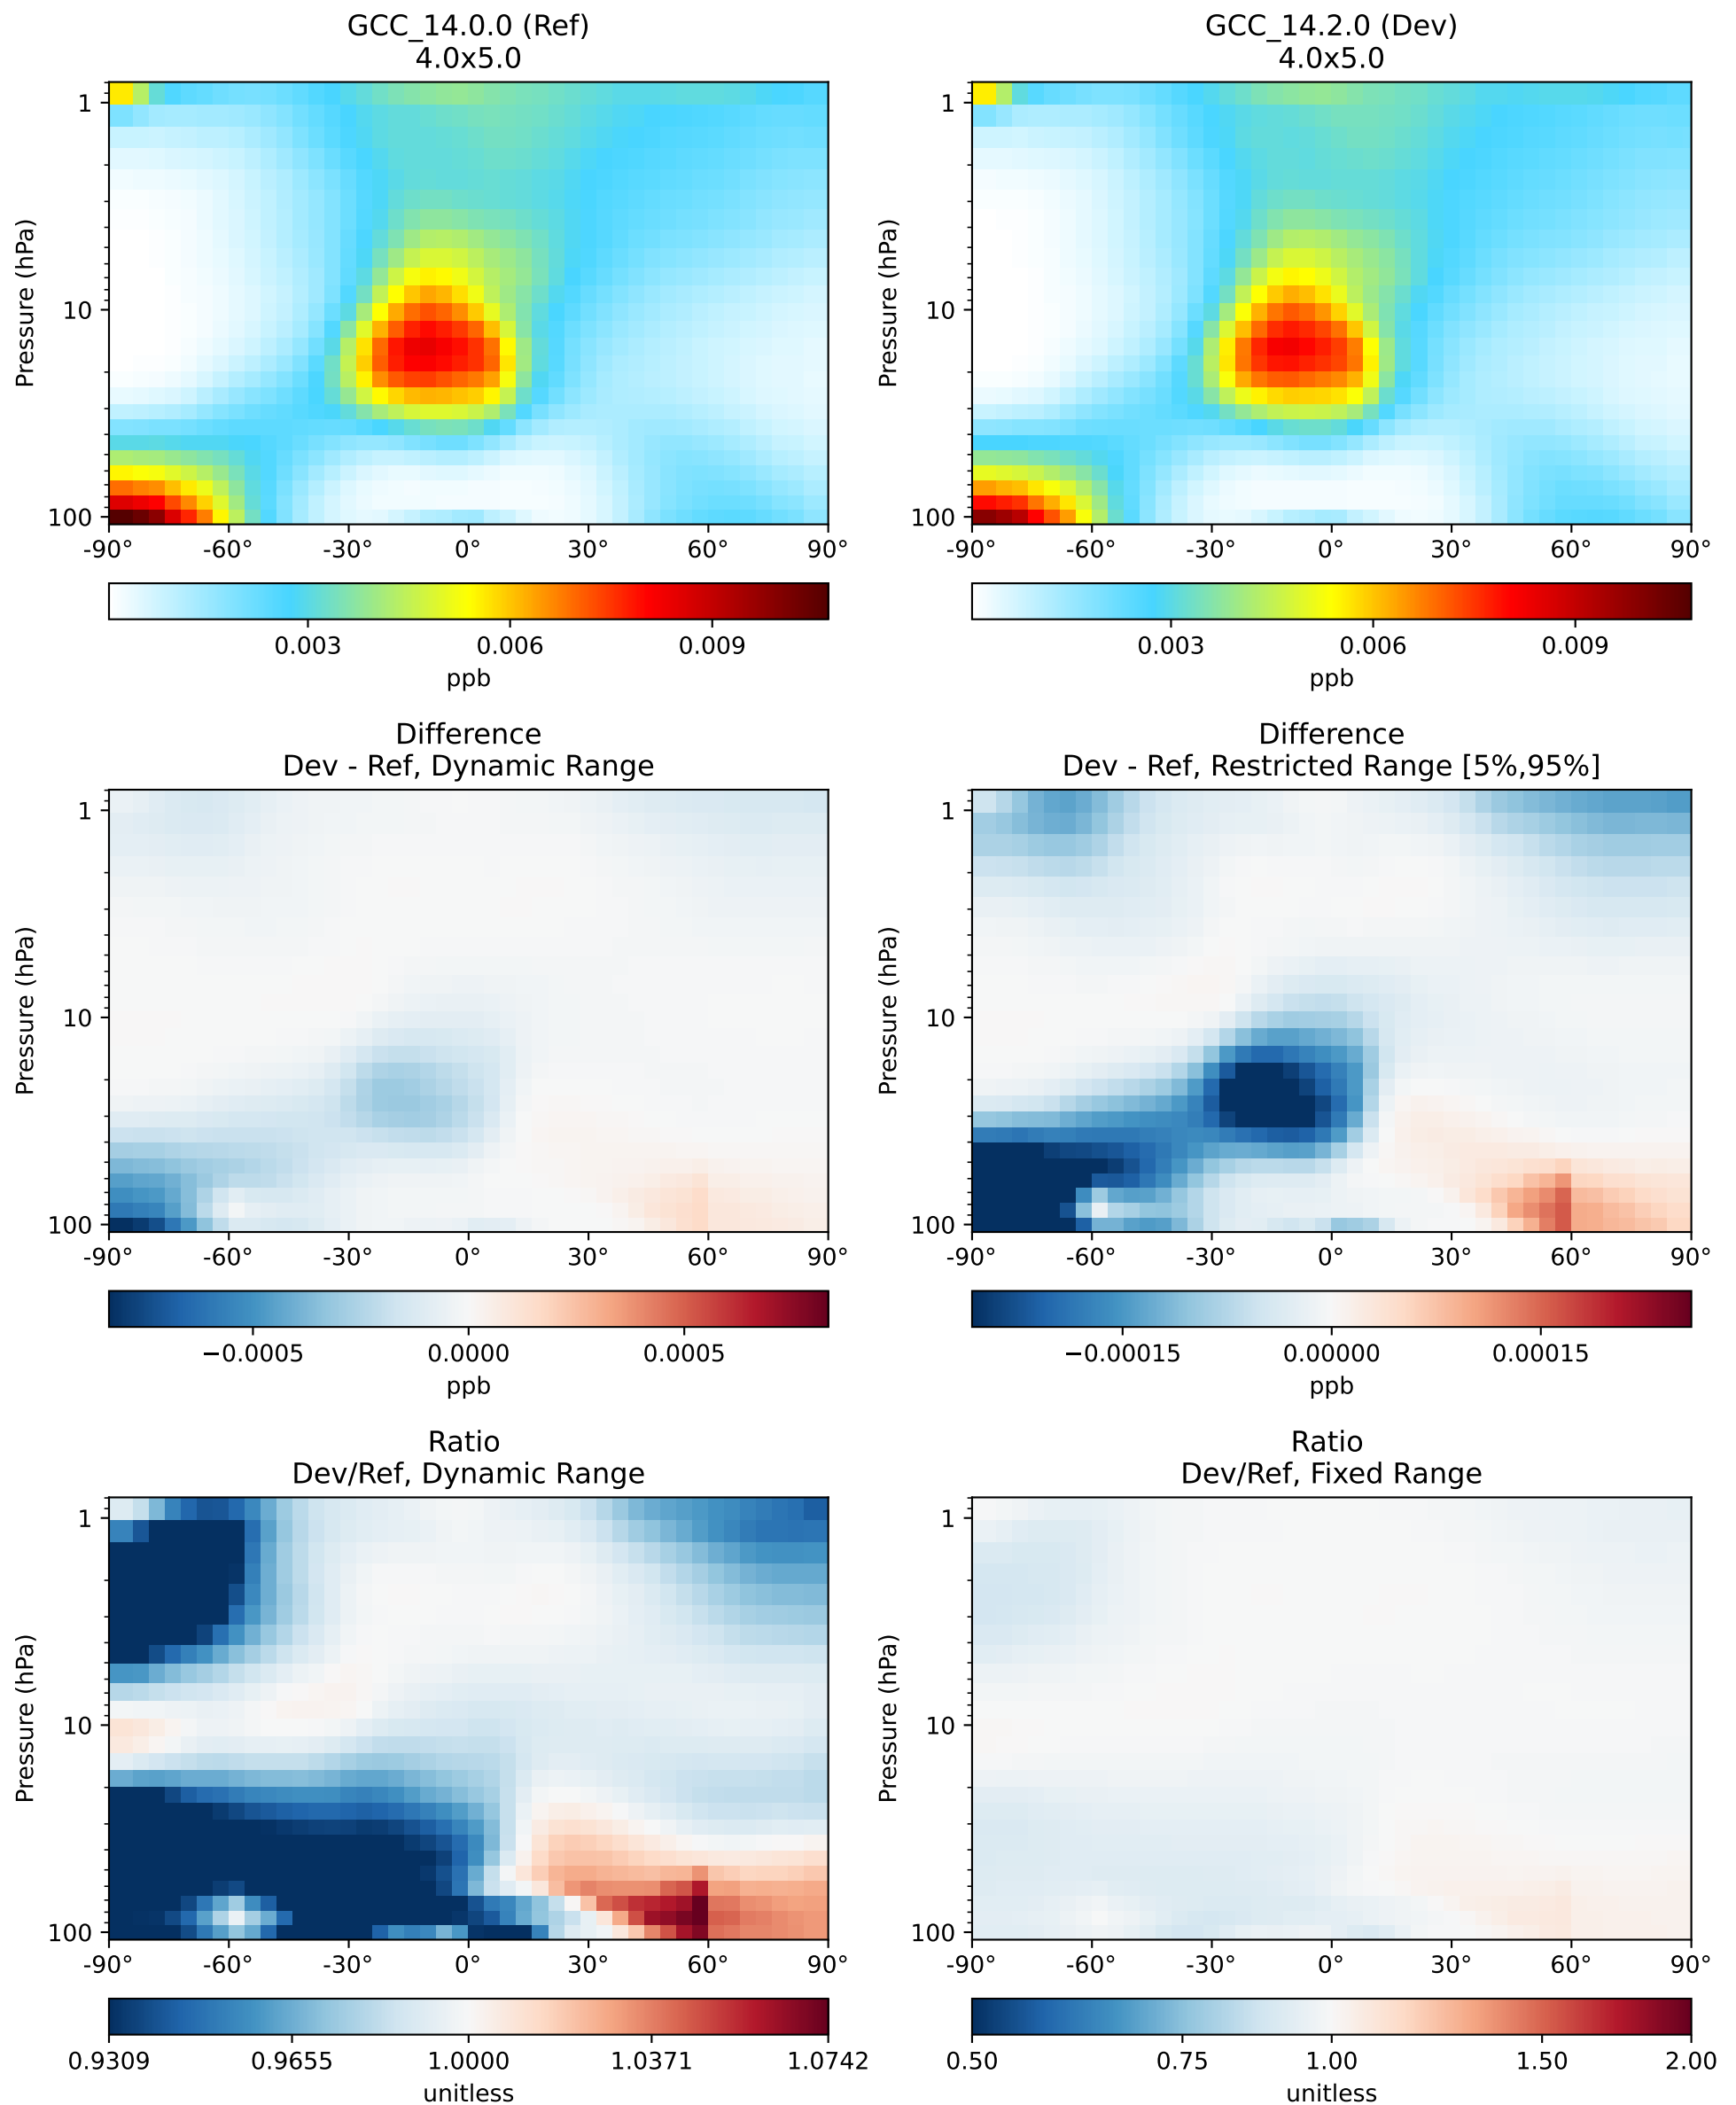 GCC_14.0.0 (Ref)
4.0x5.0
Pressure (hPa)
1
10
100
-90° -60° -30° 0° 30° 60° 90°
0.003 0.006 0.009
ppb
GCC_14.2.0 (Dev)
4.0x5.0
Pressure (hPa)
1
10
100
-90° -60° -30° 0° 30° 60° 90°
0.003 0.006 0.009
ppb
Difference
Dev - Ref, Dynamic Range
Pressure (hPa)
1
10
100
-90° -60° -30° 0° 30° 60° 90°
−0.0005 0.0000 0.0005
ppb
Difference
Dev - Ref, Restricted Range [5%,95%]
Pressure (hPa)
1
10
100
-90° -60° -30° 0° 30° 60° 90°
−0.00015 0.00000 0.00015
ppb
Ratio
Dev/Ref, Dynamic Range
Pressure (hPa)
1
10
100
-90° -60° -30° 0° 30° 60° 90°
0.9309 0.9655 1.0000 1.0371 1.0742
unitless
Ratio
Dev/Ref, Fixed Range
Pressure (hPa)
1
10
100
-90° -60° -30° 0° 30° 60° 90°
0.50 0.75 1.00 1.50 2.00
unitless